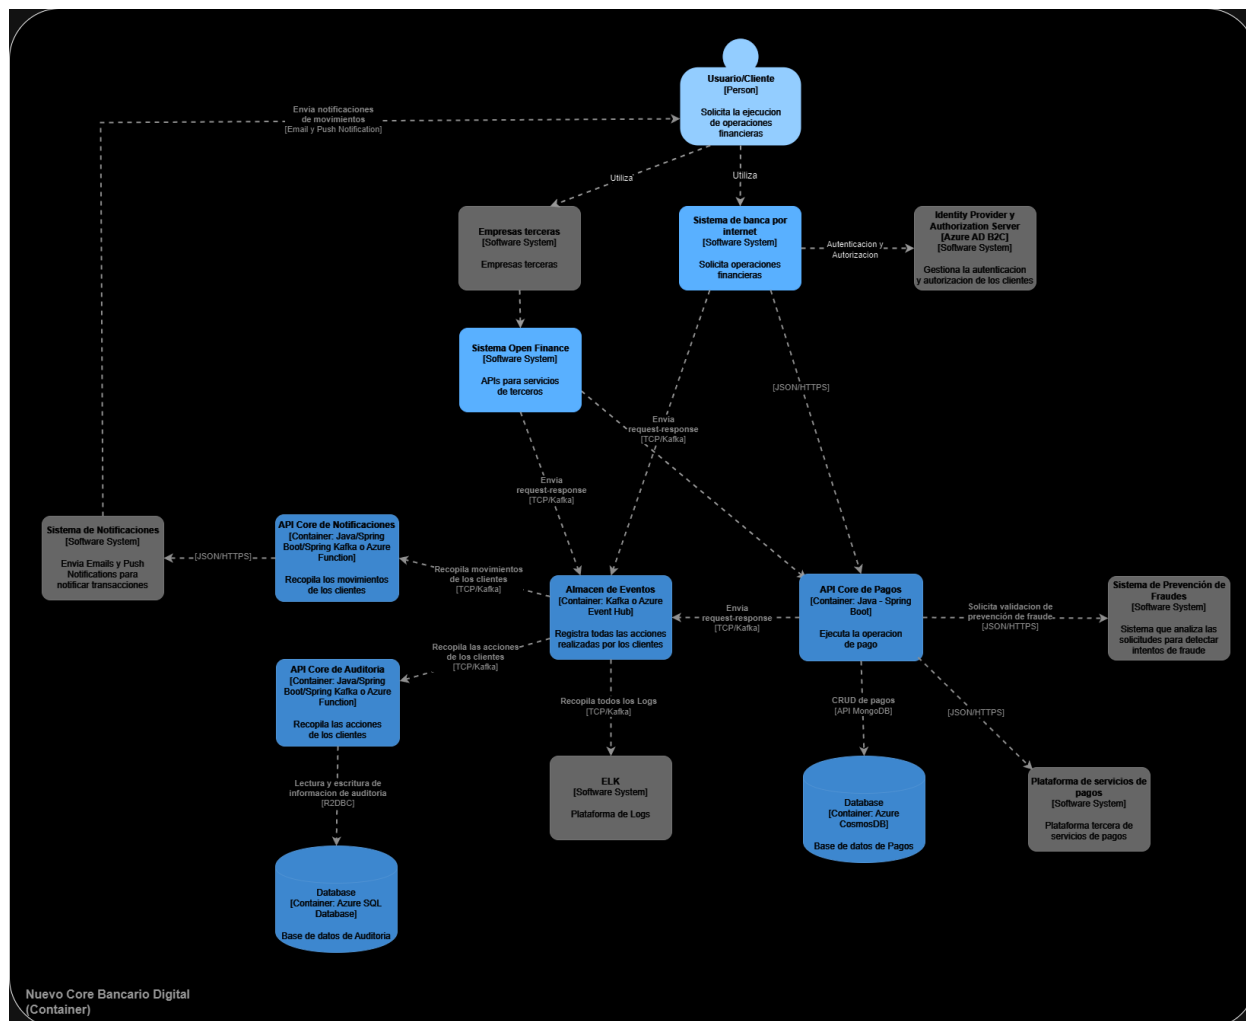 Usuario/Cliente
[Person]
Solicita la ejecucion
de operaciones
financieras
Envia notificaciones
de movimientos
[Email y Push Notification]
Utiliza
Utiliza
Empresas terceras
[Software System]
Empresas terceras
Sistema de banca por
internet
[Software System]
Solicita operaciones
financieras
Autenticacion y
Autorizacion
Identity Provider y
Authorization Server
[Azure AD B2C]
[Software System]
Gestiona la autenticacion
y autorizacion de los clientes
Sistema Open Finance
[Software System]
APIs para servicios
de terceros
[JSON/HTTPS]
Envia
request-response
[TCP/Kafka]
Envia
request-response
[TCP/Kafka]
Sistema de Notificaciones
[Software System]
Envia Emails y Push
Notifications para
notificar transacciones
[JSON/HTTPS]
API Core de Notificaciones
[Container: Java/Spring
Boot/Spring Kafka o Azure
Function]
Recopila los movimientos
de los clientes
Recopila movimientos
de los clientes
[TCP/Kafka]
Almacen de Eventos
[Container: Kafka o Azure
Event Hub]
Registra todas las acciones
realizadas por los clientes
Envia
request-response
[TCP/Kafka]
API Core de Pagos
[Container: Java - Spring
Boot]
Ejecuta la operacion
de pago
Solicita validacion de
prevención de fraude
[JSON/HTTPS]
Sistema de Prevención de
Fraudes
[Software System]
Sistema que analiza las
solicitudes para detectar
intentos de fraude
Recopila las acciones
de los clientes
[TCP/Kafka]
API Core de Auditoria
[Container: Java/Spring
Boot/Spring Kafka o Azure
Function]
Recopila las acciones
de los clientes
Recopila todos los Logs
[TCP/Kafka]
CRUD de pagos
[API MongoDB]
[JSON/HTTPS]
Lectura y escritura de
informacion de auditoria
[R2DBC]
ELK
[Software System]
Plataforma de Logs
Database
[Container: Azure
CosmosDB]
Base de datos de Pagos
Plataforma de servicios de
pagos
[Software System]
Plataforma tercera de
servicios de pagos
Database
[Container: Azure SQL
Database]
Base de datos de Auditoria
Nuevo Core Bancario Digital
(Container)